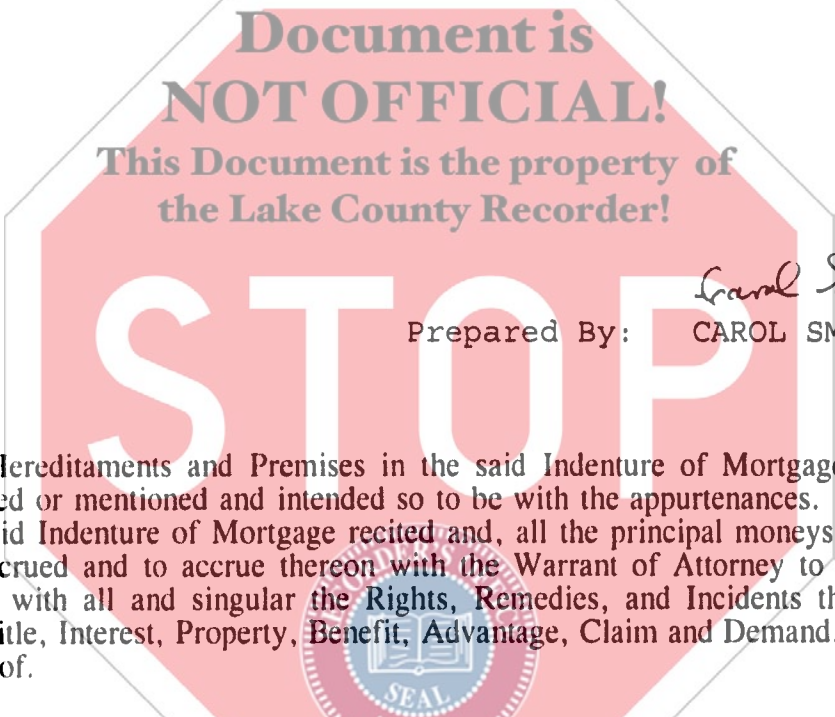 Document is
NOT OFFICIAL!
This Document is the property of
the Lake County Recorder!
STOP
Carol S
Prepared By: CAROL SM
ereditaments and Premises in the said Indenture of Mortgage
ed or mentioned and intended so to be with the appurtenances.
id Indenture of Mortgage recited and, all the principal moneys
crued and to accrue thereon with the Warrant of Attorney to
with all and singular the Rights, Remedies, and Incidents th
itle, Interest, Property, Benefit, Advantage, Claim and Demand.
of.
SEAL